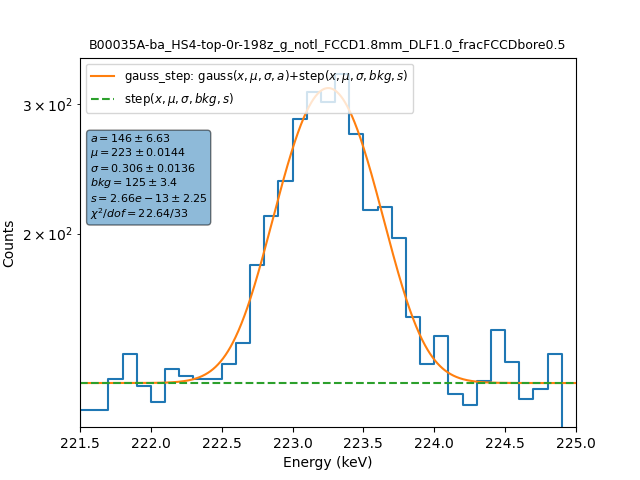 B00035A-ba_HS4-top-0r-198z_g_notl_FCCD1.8mm_DLF1.0_fracFCCDbore0.5
gauss_step: gauss(x, μ, σ, a)+step(x, μ, σ, bkg, s)
step(x, μ, σ, bkg, s)
a = 146 ± 6.63
μ = 223 ± 0.0144
σ = 0.306 ± 0.0136
bkg = 125 ± 3.4
s = 2.66e − 13 ± 2.25
χ²/dof = 22.64/33
3 × 10²
2 × 10²
Counts
221.5 222.0 222.5 223.0 223.5 224.0 224.5 225.0
Energy (keV)